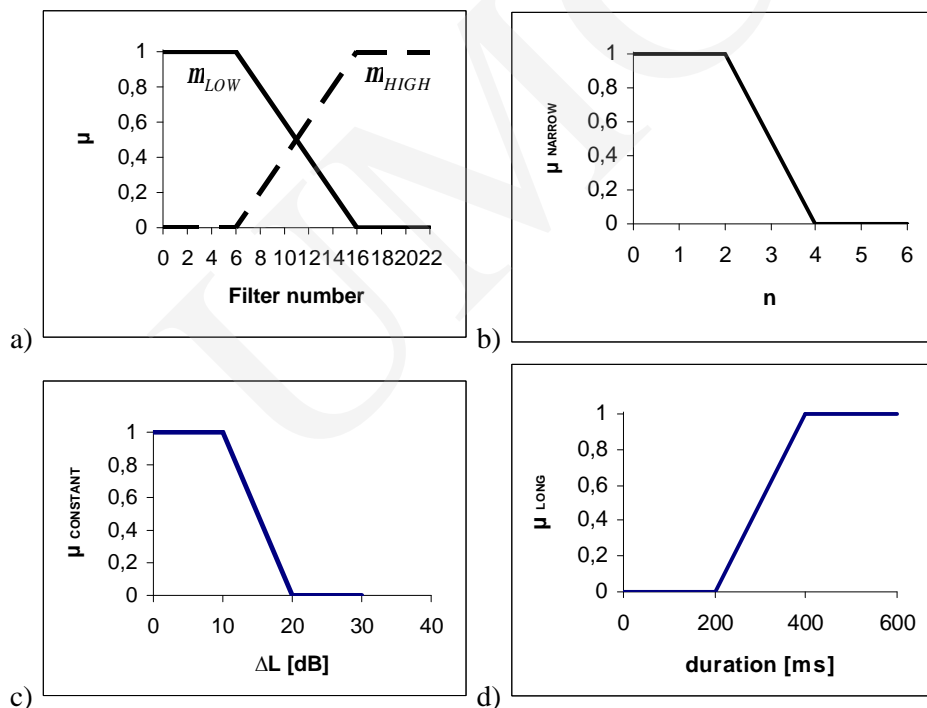 1
0,8
0,6
0,4
0,2
0
µ
mLOW
mHIGH
0 2 4 6 8 10 12 14 16 18 20 22
Filter number
a)
1
0,8
0,6
0,4
0,2
0
µ NARROW
0 1 2 3 4 5 6
n
b)
1
0,8
0,6
0,4
0,2
0
µ CONSTANT
0 10 20 30 40
ΔL [dB]
c)
1
0,8
0,6
0,4
0,2
0
µ LONG
0 200 400 600
duration [ms]
d)
UMC